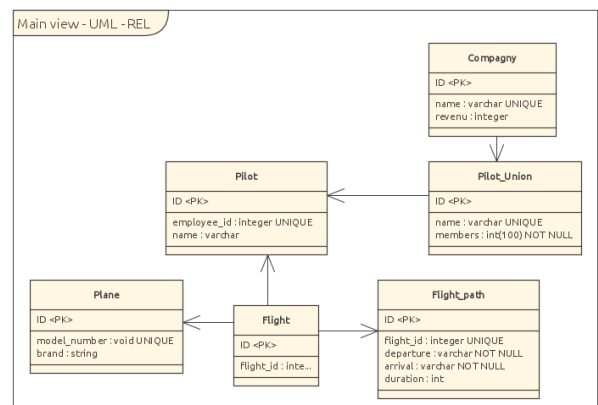 Main view - UML - REL
Compagny
ID <PK>
name : varchar UNIQUE
revenu : integer
Pilot
ID <PK>
employee_id : integer UNIQUE
name : varchar
Pilot_Union
ID <PK>
name : varchar UNIQUE
members : int(100) NOT NULL
Plane
ID <PK>
model_number : void UNIQUE
brand : string
Flight
ID <PK>
flight_id : inte...
Flight_path
ID <PK>
flight_id : integer UNIQUE
departure : varchar NOT NULL
arrival : varchar NOT NULL
duration : int